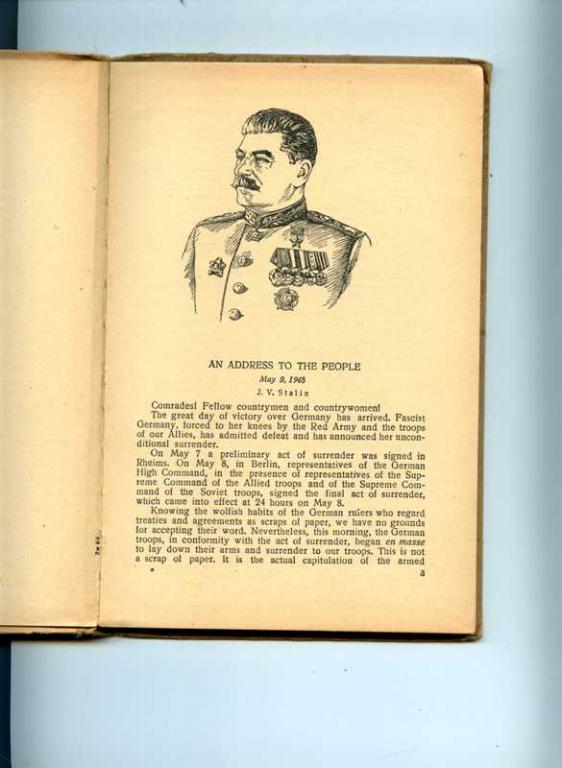 AN ADDRESS TO THE PEOPLE
May 9, 1945
J. V. Stalin
Comrades! Fellow countrymen and countrywomen!
The great day of victory over Germany has arrived. Fascist
Germany, forced to her knees by the Red Army and the troops
of our Allies, has admitted defeat and has announced her uncon-
ditional surrender.
On May 7 a preliminary act of surrender was signed in
Rheims. On May 8, in Berlin, representatives of the German
High Command, in the presence of representatives of the Sup-
reme Command of the Allied troops and of the Supreme Com-
mand of the Soviet troops, signed the final act of surrender,
which came into effect at 24 hours on May 8.
Knowing the wolfish habits of the German rulers who regard
treaties and agreements as scraps of paper, we have no grounds
for accepting their word. Nevertheless, this morning, the German
troops, in conformity with the act of surrender, began en masse
to lay down their arms and surrender to our troops. This is not
a scrap of paper. It is the actual capitulation of the armed
* 3